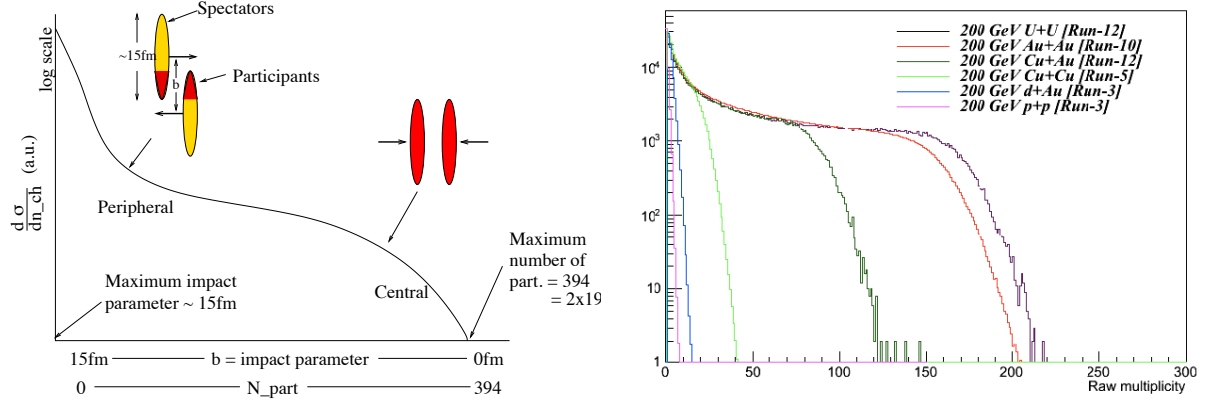 Spectators
log scale
~15fm
b
Participants
dσ
dn_ch
(a.u.)
Peripheral
Central
Maximum impact
parameter ~ 15fm
Maximum
number of
part. = 394
= 2x19
15fm
b = impact parameter
0fm
0
N_part
394
200 GeV U+U [Run-12]
200 GeV Au+Au [Run-10]
200 GeV Cu+Au [Run-12]
200 GeV Cu+Cu [Run-5]
200 GeV d+Au [Run-3]
200 GeV p+p [Run-3]
10⁴
10³
10²
10
1
0
50
100
150
200
250
300
Raw multiplicity